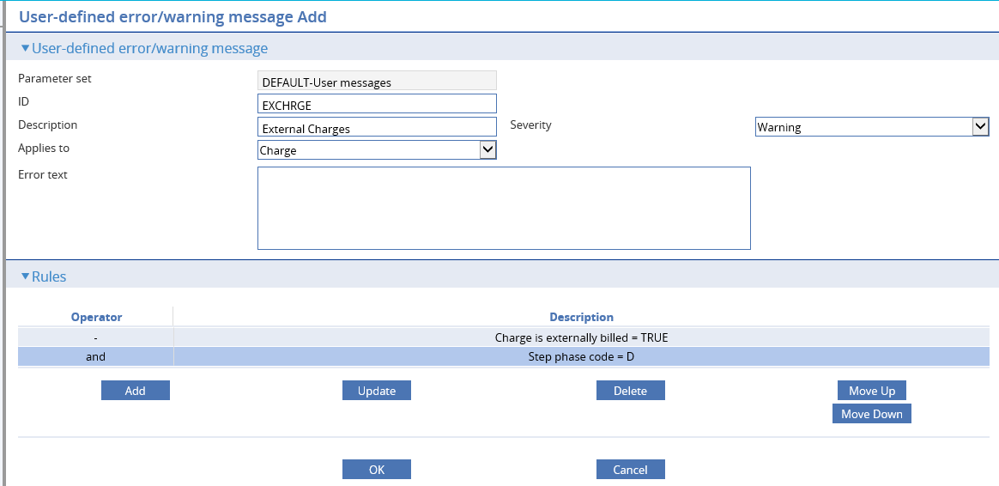 User-defined error/warning message Add
User-defined error/warning message
Parameter set DEFAULT-User messages
ID EXCHRGE
Description External Charges Severity Warning
Applies to Charge
Error text
Rules
Operator Description
- Charge is externally billed = TRUE
and Step phase code = D
Add Update Delete Move Up
Move Down
OK Cancel